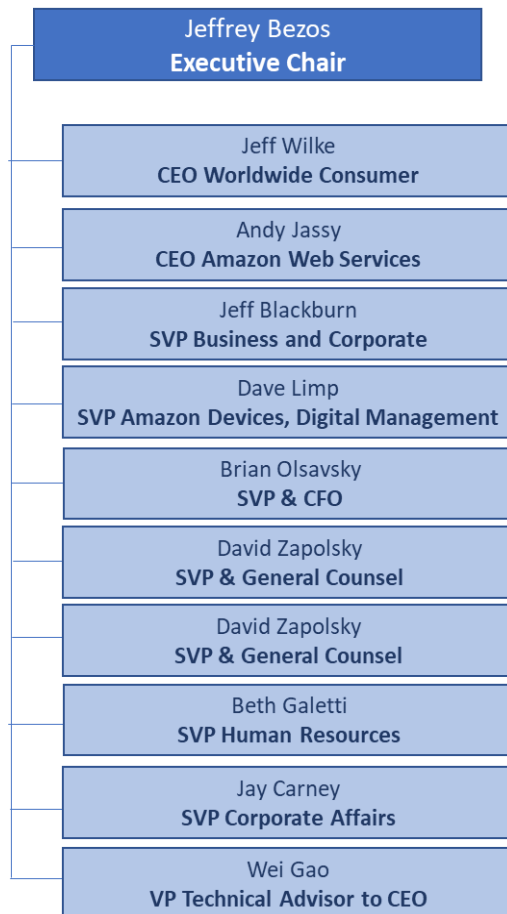 Jeffrey Bezos
Executive Chair
Jeff Wilke
CEO Worldwide Consumer
Andy Jassy
CEO Amazon Web Services
Jeff Blackburn
SVP Business and Corporate
Dave Limp
SVP Amazon Devices, Digital Management
Brian Olsavsky
SVP & CFO
David Zapolsky
SVP & General Counsel
David Zapolsky
SVP & General Counsel
Beth Galetti
SVP Human Resources
Jay Carney
SVP Corporate Affairs
Wei Gao
VP Technical Advisor to CEO